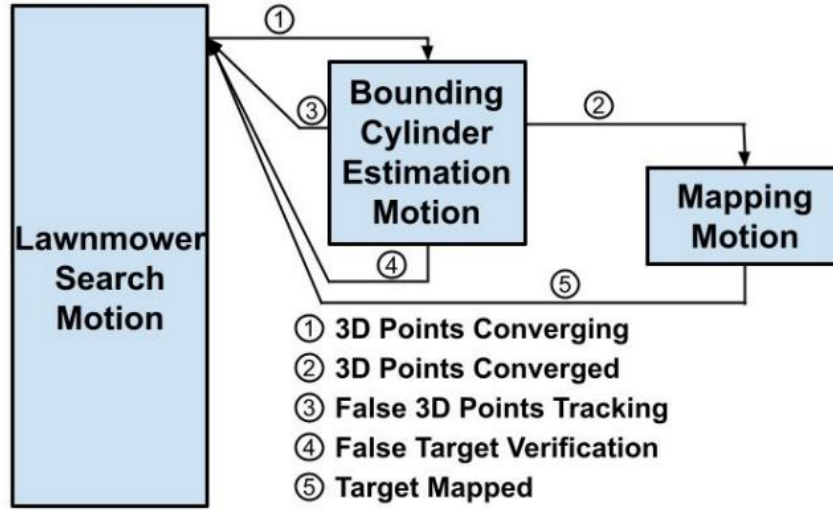 ①
Bounding
Cylinder
Estimation
Motion
③
②
Lawnmower
Search
Motion
Mapping
Motion
④
⑤
① 3D Points Converging
② 3D Points Converged
③ False 3D Points Tracking
④ False Target Verification
⑤ Target Mapped